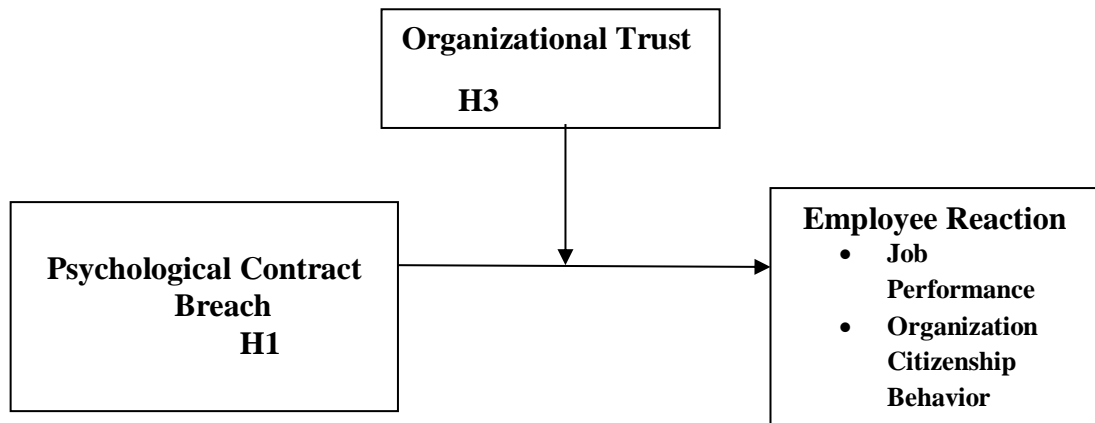 Organizational Trust
H3
Psychological Contract
Breach
H1
Employee Reaction
• Job
Performance
• Organization
Citizenship
Behavior